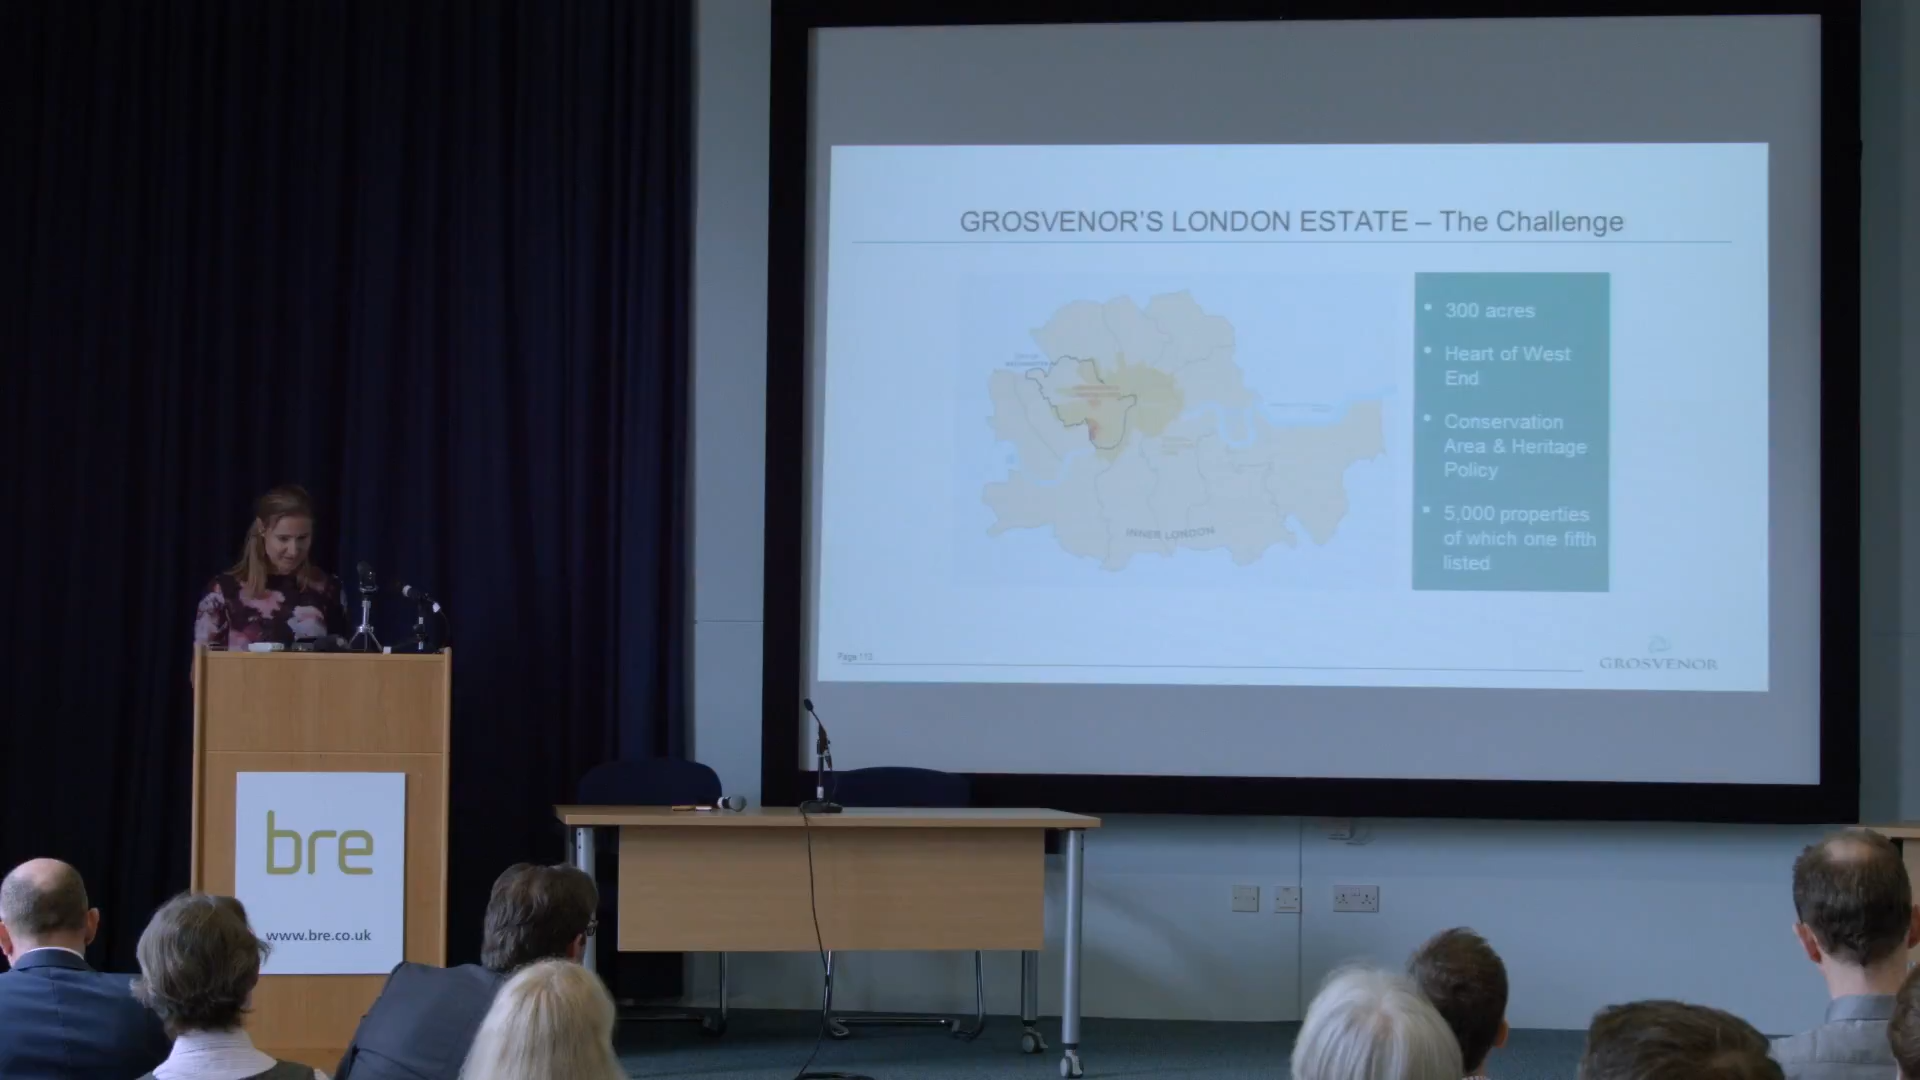 GROSVENOR'S LONDON ESTATE – The Challenge
• 300 acres
• Heart of West
End
• Conservation
Area & Heritage
Policy
• 5,000 properties
of which one fifth
listed
INNER LONDON
GROSVENOR
bre
www.bre.co.uk